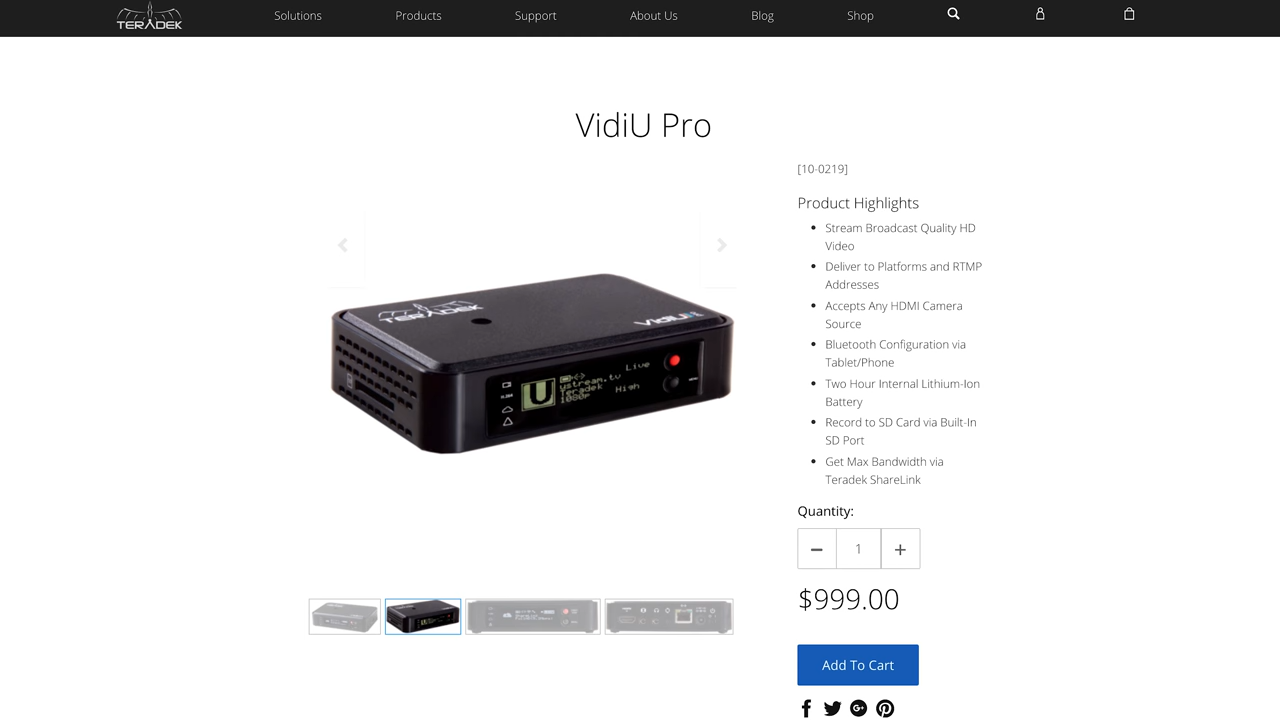 TERADEK
Solutions
Products
Support
About Us
Blog
Shop
VidiU Pro
[10-0219]
Product Highlights
Stream Broadcast Quality HD
Video
Deliver to Platforms and RTMP
Addresses
Accepts Any HDMI Camera
Source
Bluetooth Configuration via
Tablet/Phone
Two Hour Internal Lithium-Ion
Battery
Record to SD Card via Built-In
SD Port
Get Max Bandwidth via
Teradek ShareLink
TERADEK
VidiU
U
ustream.tv
Teradek
1080p
Live
High
Quantity:
1
$999.00
Add To Cart